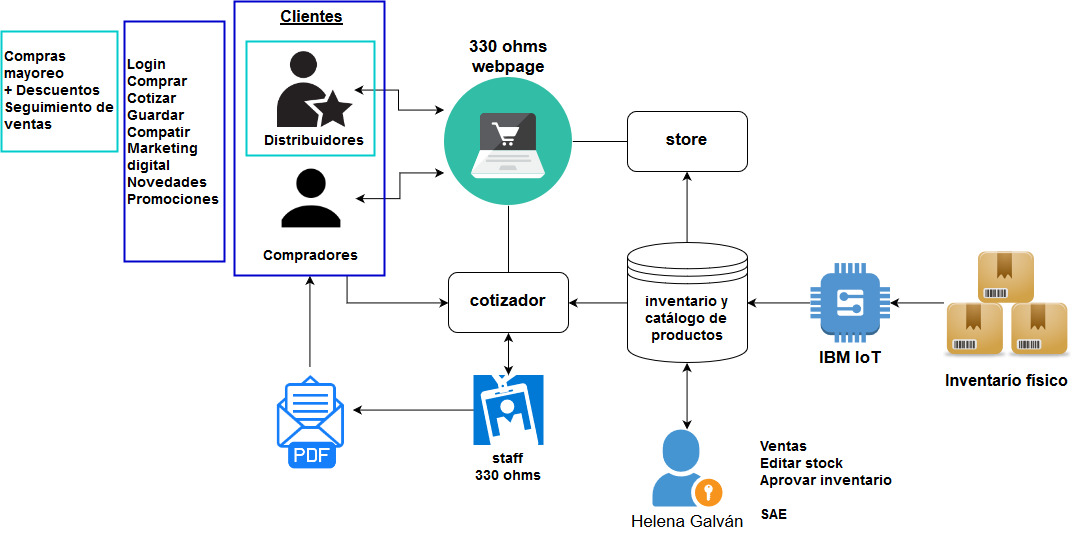 Compras
mayoreo
+ Descuentos
Seguimiento de
ventas
Login
Comprar
Cotizar
Guardar
Compatir
Marketing
digital
Novedades
Promociones
Clientes
Distribuidores
Compradores
330 ohms
webpage
store
cotizador
inventario y
catálogo de
productos
IBM IoT
Inventarío físico
PDF
staff
330 ohms
Helena Galván
Ventas
Editar stock
Aprovar inventario
SAE